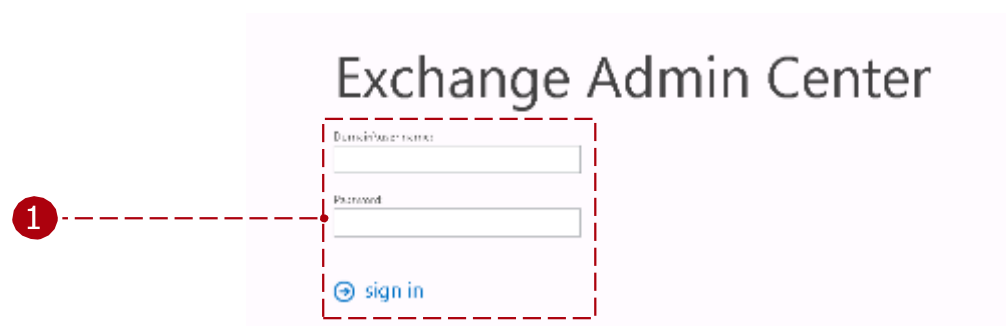 Exchange Admin Center
Domain\user name:
Password:
1
sign in